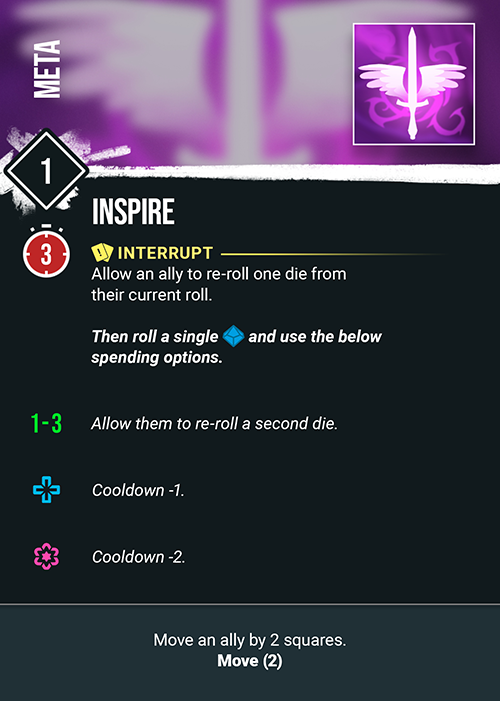 META
1
INSPIRE
3
INTERRUPT
Allow an ally to re-roll one die from
their current roll.
Then roll a single and use the below
spending options.
1-3 Allow them to re-roll a second die.
Cooldown -1.
Cooldown -2.
Move an ally by 2 squares.
Move (2)